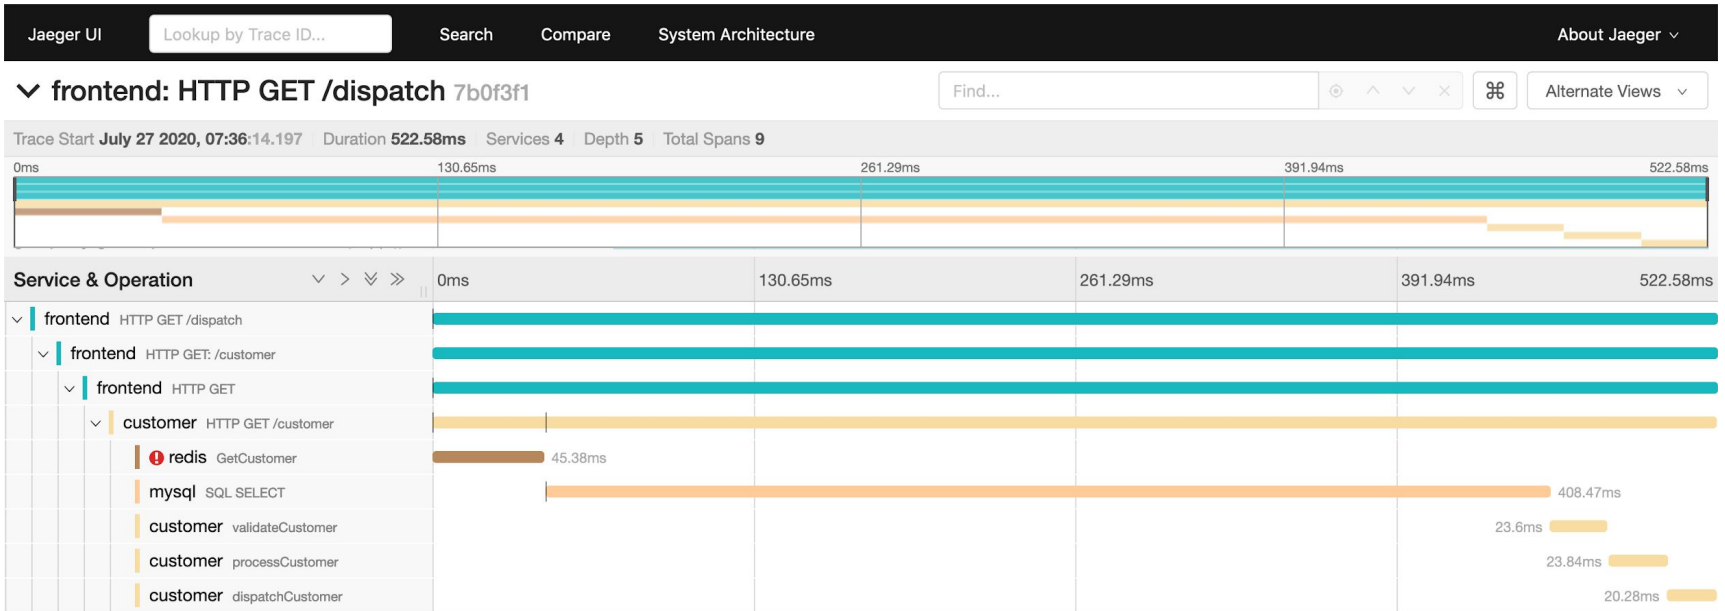 Jaeger UI Lookup by Trace ID... Search Compare System Architecture About Jaeger
frontend: HTTP GET /dispatch 7b0f3f1 Find... ⌘ Alternate Views
Trace Start July 27 2020, 07:36:14.197 Duration 522.58ms Services 4 Depth 5 Total Spans 9
0ms 130.65ms 261.29ms 391.94ms 522.58ms
Service & Operation 0ms 130.65ms 261.29ms 391.94ms 522.58ms
frontend HTTP GET /dispatch
frontend HTTP GET: /customer
frontend HTTP GET
customer HTTP GET /customer
redis GetCustomer 45.38ms
mysql SQL SELECT 408.47ms
customer validateCustomer 23.6ms
customer processCustomer 23.84ms
customer dispatchCustomer 20.28ms